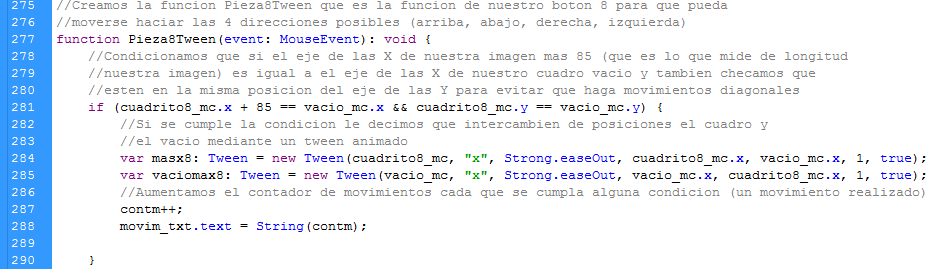 275 //Creamos la funcion Pieza8Tween que es la funcion de nuestro boton 8 para que pueda
276 //moverse haciar las 4 direcciones posibles (arriba, abajo, derecha, izquierda)
277 function Pieza8Tween(event: MouseEvent): void {
278 //Condicionamos que si el eje de las X de nuestra imagen mas 85 (que es lo que mide de longitud
279 //nuestra imagen) es igual a el eje de las X de nuestro cuadro vacio y tambien checamos que
280 //esten en la misma posicion del eje de las Y para evitar que haga movimientos diagonales
281 if (cuadrito8_mc.x + 85 == vacio_mc.x && cuadrito8_mc.y == vacio_mc.y) {
282 //Si se cumple la condicion le decimos que intercambien de posiciones el cuadro y
283 //el vacio mediante un tween animado
284 var masx8: Tween = new Tween(cuadrito8_mc, "x", Strong.easeOut, cuadrito8_mc.x, vacio_mc.x, 1, true);
285 var vaciomax8: Tween = new Tween(vacio_mc, "x", Strong.easeOut, vacio_mc.x, cuadrito8_mc.x, 1, true);
286 //Aumentamos el contador de movimientos cada que se cumpla alguna condicion (un movimiento realizado)
287 contm++;
288 movim_txt.text = String(contm);
289
290 }